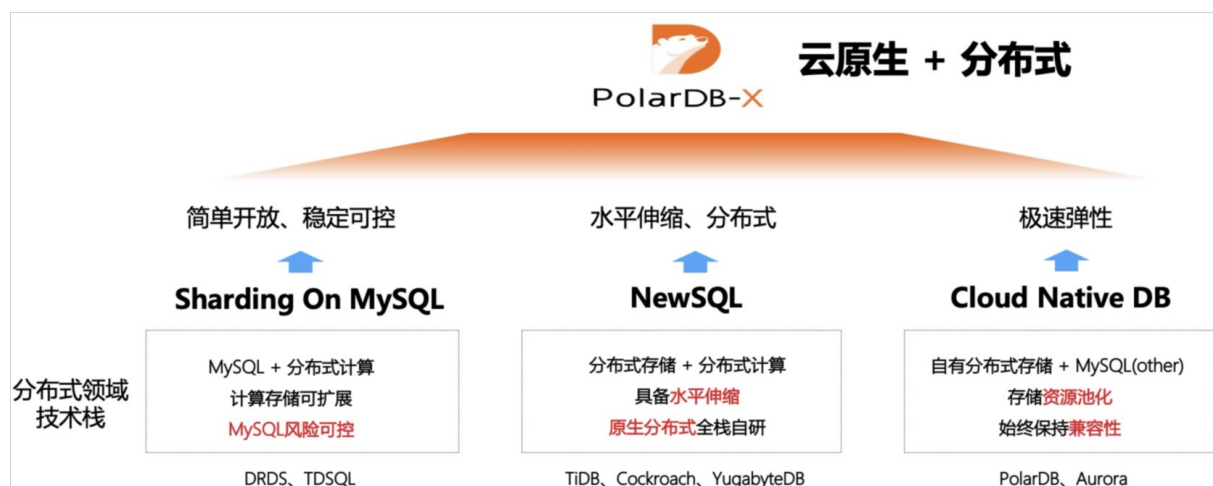 云原生 + 分布式
PolarDB-X
简单开放、稳定可控
水平伸缩、分布式
极速弹性
Sharding On MySQL
NewSQL
Cloud Native DB
分布式领域
技术栈
MySQL + 分布式计算
计算存储可扩展
MySQL风险可控
分布式存储 + 分布式计算
具备水平伸缩
原生分布式全栈自研
自有分布式存储 + MySQL(other)
存储资源池化
始终保持兼容性
DRDS、TDSQL
TiDB、Cockroach、YugabyteDB
PolarDB、Aurora